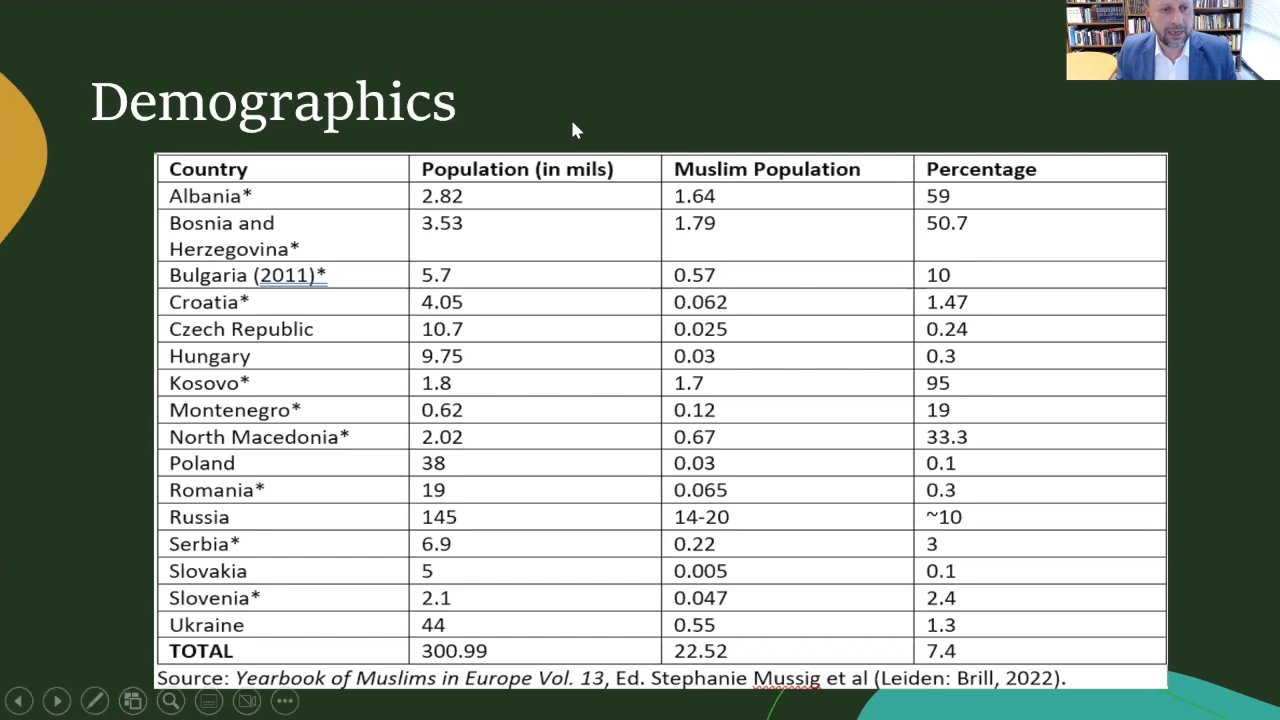 Demographics
Country Population (in mils) Muslim Population Percentage
Albania* 2.82 1.64 59
Bosnia and Herzegovina* 3.53 1.79 50.7
Bulgaria (2011)* 5.7 0.57 10
Croatia* 4.05 0.062 1.47
Czech Republic 10.7 0.025 0.24
Hungary 9.75 0.03 0.3
Kosovo* 1.8 1.7 95
Montenegro* 0.62 0.12 19
North Macedonia* 2.02 0.67 33.3
Poland 38 0.03 0.1
Romania* 19 0.065 0.3
Russia 145 14-20 ~10
Serbia* 6.9 0.22 3
Slovakia 5 0.005 0.1
Slovenia* 2.1 0.047 2.4
Ukraine 44 0.55 1.3
TOTAL 300.99 22.52 7.4
Source: Yearbook of Muslims in Europe Vol. 13, Ed. Stephanie Mussig et al (Leiden: Brill, 2022).